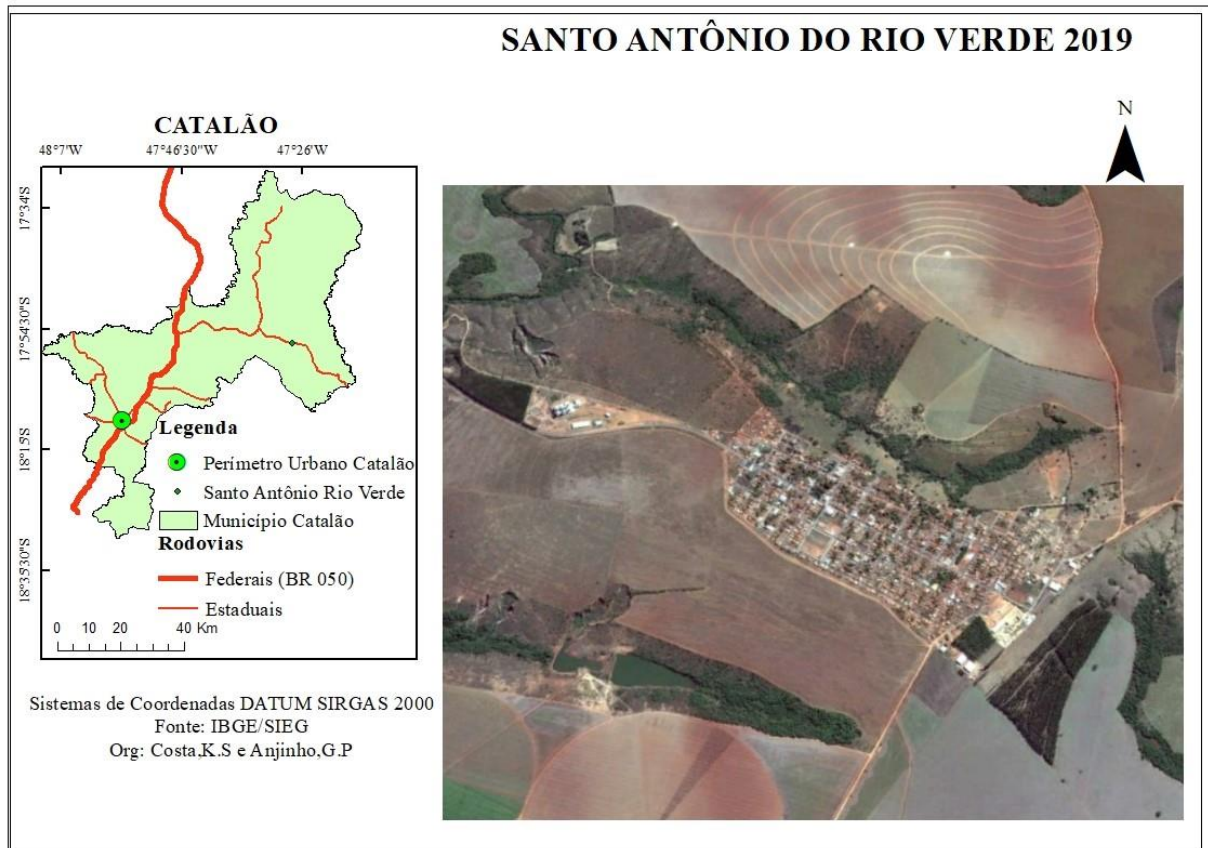 SANTO ANTÔNIO DO RIO VERDE 2019
N
CATALÃO
48°7'W 47°46'30"W 47°26'W
17°34'S
17°54'30"S
18°15'S
18°35'30"S
Legenda
Perímetro Urbano Catalão
Santo Antônio Rio Verde
Município Catalão
Rodovias
Federais (BR 050)
Estaduais
0 10 20 40 Km
Sistemas de Coordenadas DATUM SIRGAS 2000
Fonte: IBGE/SIEG
Org: Costa,K.S e Anjinho,G.P